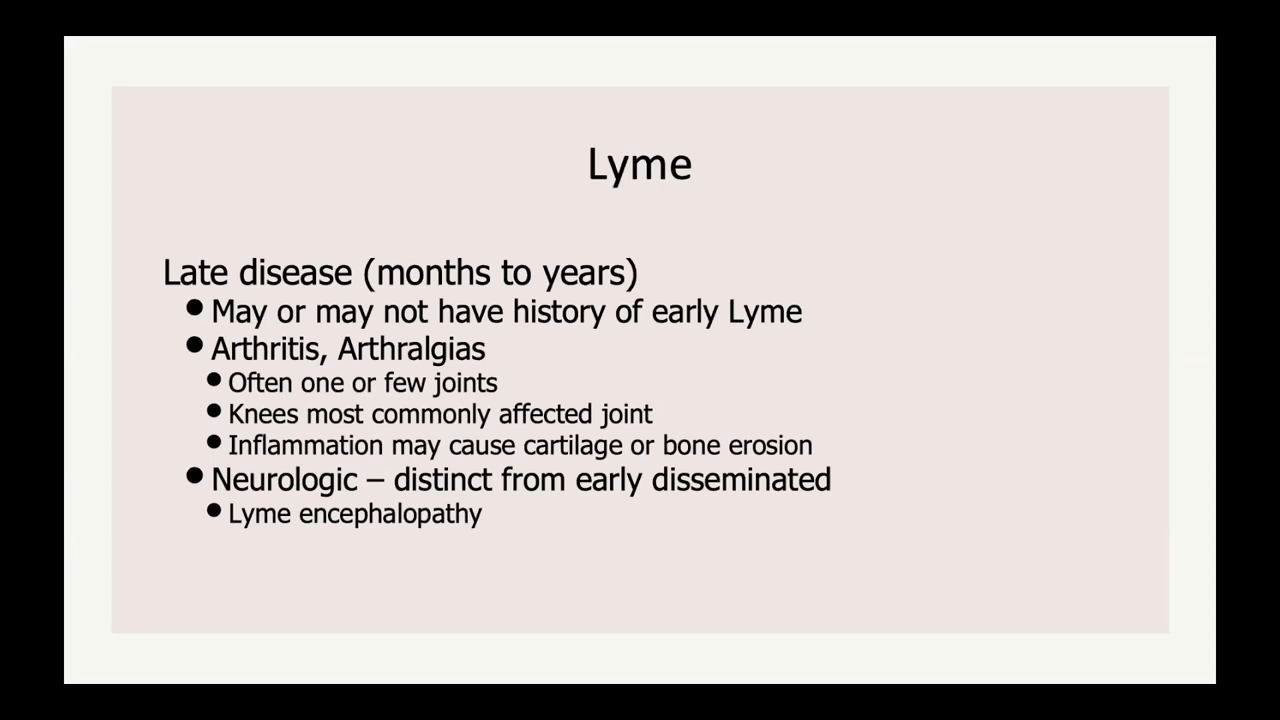 Lyme
Late disease (months to years)
● May or may not have history of early Lyme
● Arthritis, Arthralgias
● Often one or few joints
● Knees most commonly affected joint
● Inflammation may cause cartilage or bone erosion
● Neurologic – distinct from early disseminated
● Lyme encephalopathy